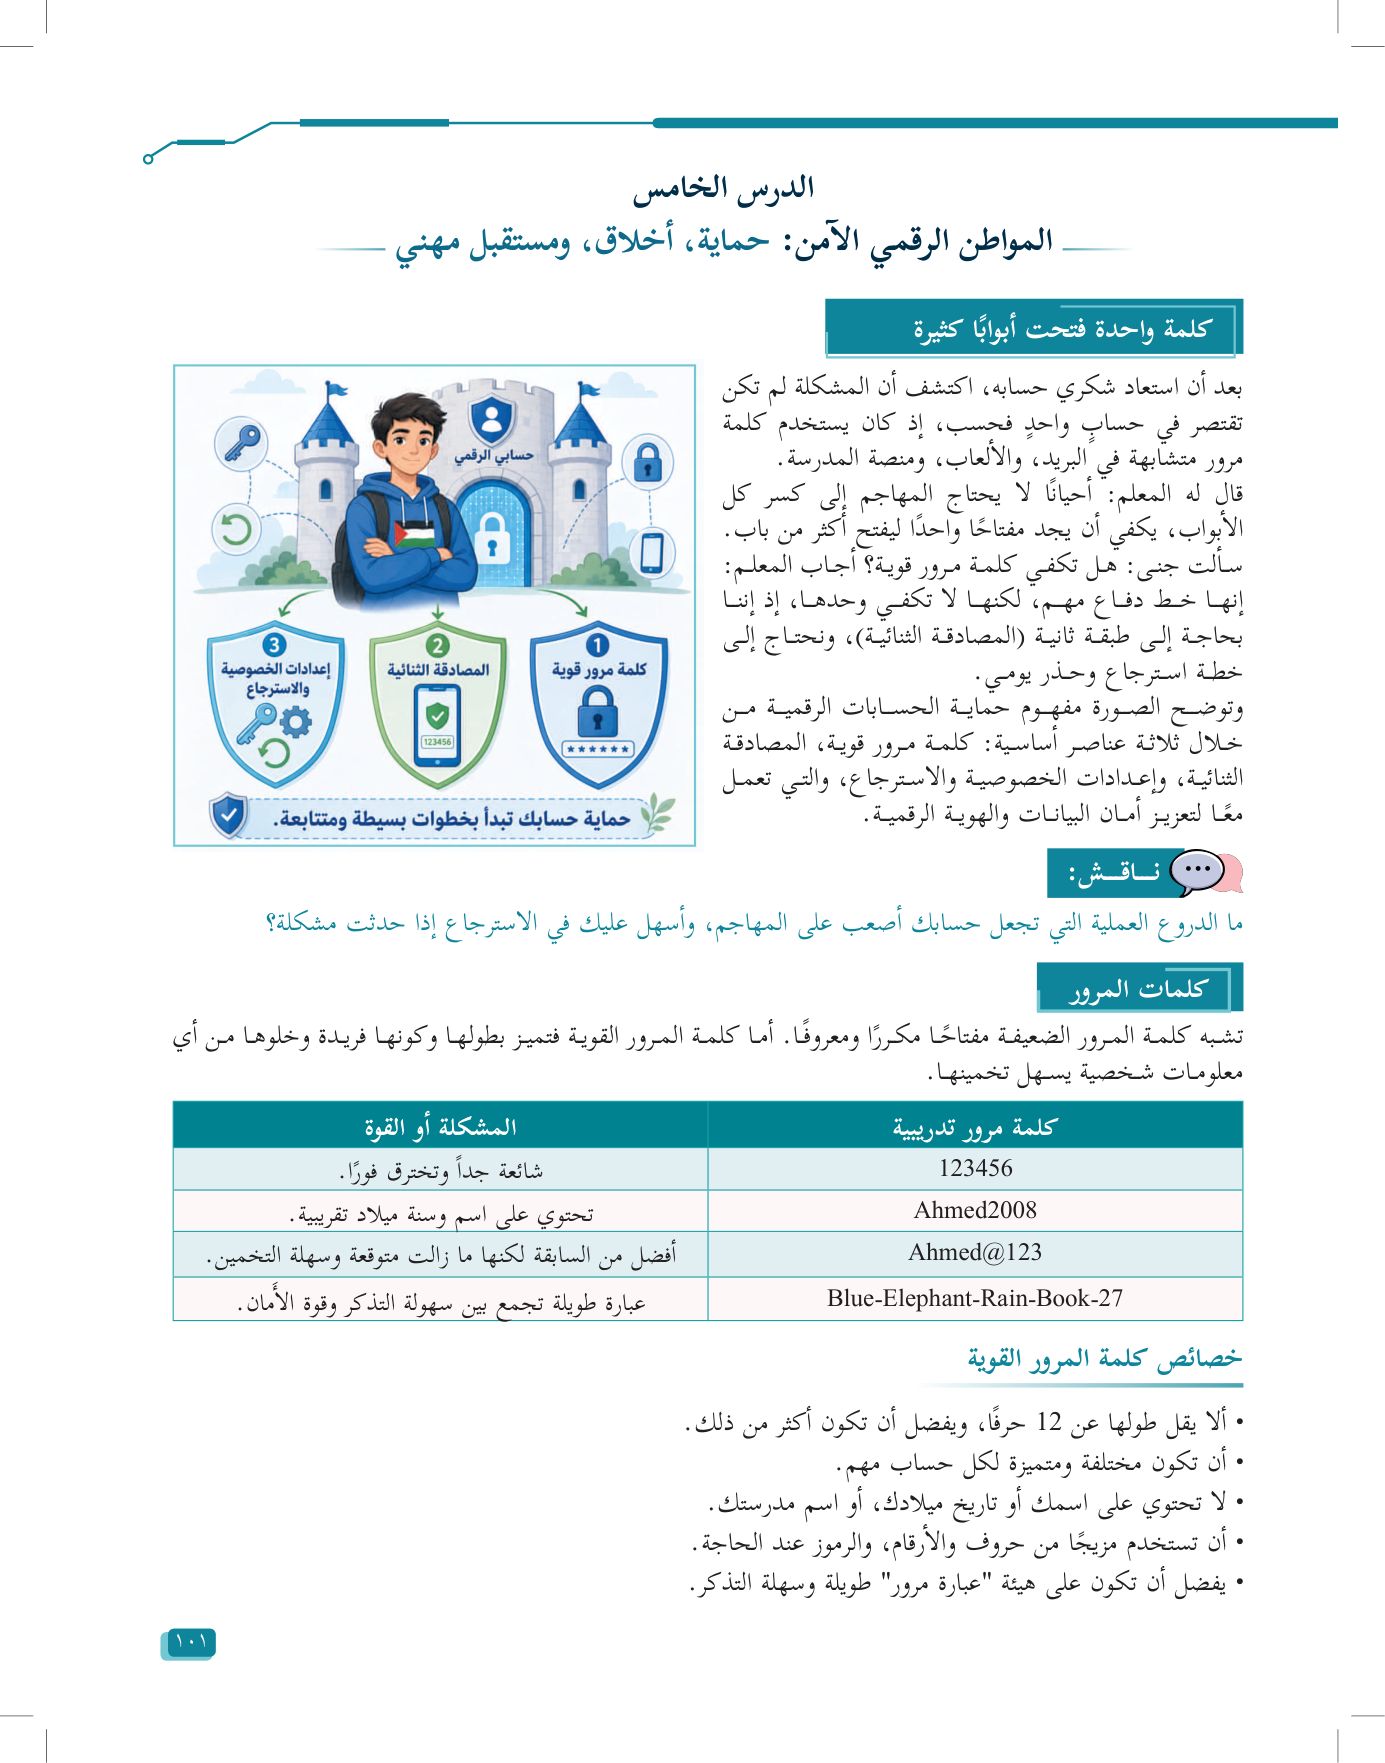 الدرس الخامس
المواطن الرقمي الآمن: حماية، أخلاق، ومستقبل مهني
كلمة واحدة فتحت أبوابًا كثيرة
بعد أن استعاد شكري حسابه، اكتشف أن المشكلة لم تكن
تقتصر في حسابٍ واحدٍ فحسب، إذ كان يستخدم كلمة
مرور متشابهة في البريد، والألعاب، ومنصة المدرسة.
قال له المعلم: أحيانًا لا يحتاج المهاجم إلى كسر كل
الأبواب، يكفي أن يجد مفتاحًا واحدًا ليفتح أكثر من باب.
سألت جنى: هل تكفي كلمة مرور قوية؟ أجاب المعلم:
إنها خط دفاع مهم، لكنها لا تكفي وحدها، إذ إننا
بحاجة إلى طبقة ثانية (المصادقة الثنائية)، ونحتاج إلى
خطة استرجاع وحذر يومي.
وتوضح الصورة مفهوم حماية الحسابات الرقمية من
خلال ثلاثة عناصر أساسية: كلمة مرور قوية، المصادقة
الثنائية، وإعدادات الخصوصية والاسترجاع، والتي تعمل
معًا لتعزيز أمان البيانات والهوية الرقمية.
حسابي الرقمي
1
كلمة مرور قوية
******
2
المصادقة الثنائية
123456
3
إعدادات الخصوصية
والاسترجاع
حماية حسابك تبدأ بخطوات بسيطة ومتتابعة.
نـاقـش:
ما الدروع العملية التي تجعل حسابك أصعب على المهاجم، وأسهل عليك في الاسترجاع إذا حدثت مشكلة؟
كلمات المرور
تشبه كلمة المرور الضعيفة مفتاحًا مكررًا ومعروفًا. أما كلمة المرور القوية فتتميز بطولها وكونها فريدة وخلوها من أي
معلومات شخصية يسهل تخمينها.
كلمة مرور تدريبية المشكلة أو القوة
123456 شائعة جداً وتخترق فورًا.
Ahmed2008 تحتوي على اسم وسنة ميلاد تقريبية.
Ahmed@123 أفضل من السابقة لكنها ما زالت متوقعة وسهلة التخمين.
Blue-Elephant-Rain-Book-27 عبارة طويلة تجمع بين سهولة التذكر وقوة الأَمان.
خصائص كلمة المرور القوية
• ألا يقل طولها عن 12 حرفًا، ويفضل أن تكون أكثر من ذلك.
• أن تكون مختلفة ومتميزة لكل حساب مهم.
• لا تحتوي على اسمك أو تاريخ ميلادك، أو اسم مدرستك.
• أن تستخدم مزيجًا من حروف والأرقام، والرموز عند الحاجة.
• يفضل أن تكون على هيئة "عبارة مرور" طويلة وسهلة التذكر.
١٠١